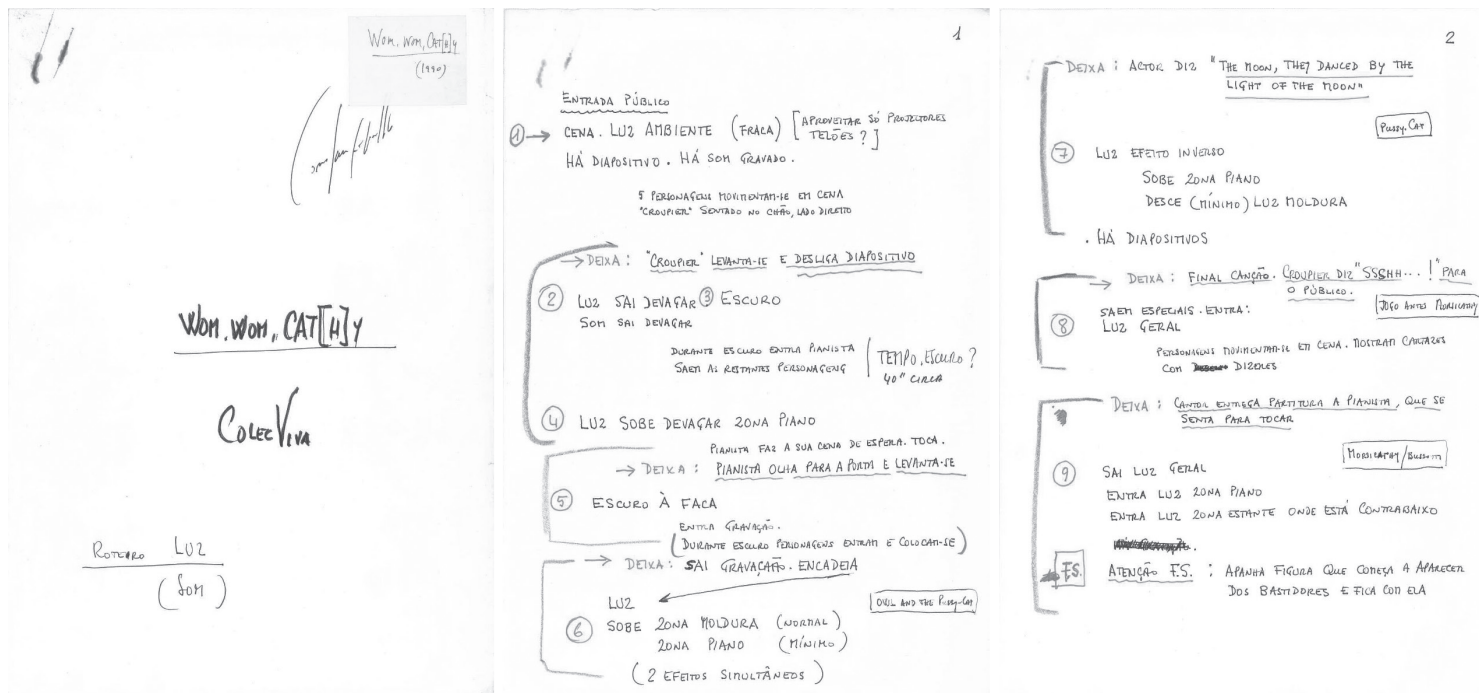 Wom, Wom, Cat[h]y
(1990)
Wom, Wom, Cat[h]y
ColecViva
Roteiro Luz
(Som)
1
Entrada Público
1 → Cena. Luz ambiente (fraca) [Aproveitar só projectores
telões?]
Há diapositivo. Há som gravado.
5 personagens movimentam-se em cena
"Croupier" sentado no chão, lado direito
→ Deixa: "Croupier" levanta-se e desliga diapositivo
2 Luz sai devagar 3 Escuro
Som sai devagar
Durante escuro entra pianista
Saem as restantes personagens
Tempo, escuro?
40" circa
4 Luz sobe devagar zona piano
Pianista faz a sua cena de espera. Toca.
→ Deixa: Pianista olha para a porta e levanta-se
5 Escuro à faca
Entra gravação.
(Durante escuro personagens entram e colocam-se)
→ Deixa: Sai gravação. Encadeia
Luz
Owl and the Pussy-Cat
6 Sobe zona moldura (normal)
zona piano (mínimo)
(2 efeitos simultâneos)
2
Deixa: Actor diz "The moon, they danced by the
light of the moon"
Pussy-Cat
7 Luz efeito inverso
Sobe zona piano
Desce (mínimo) luz moldura
. Há diapositivos
→ Deixa: Final canção. Croupier diz "Ssshh...!" para
o público.
Jogo antes Morsicathy
8 Saem especiais. Entra:
Luz geral
Personagens movimentam-se em cena. Mostram cartazes
com dizeres
Deixa: Cantor entrega partitura a pianista, que se
senta para tocar
Morsicathy/Bussotti
9 Sai luz geral
Entra luz zona piano
Entra luz zona estante onde está contrabaixo
F.S. Atenção F.S.: Apanha figura que começa a aparecer
dos bastidores e fica com ela